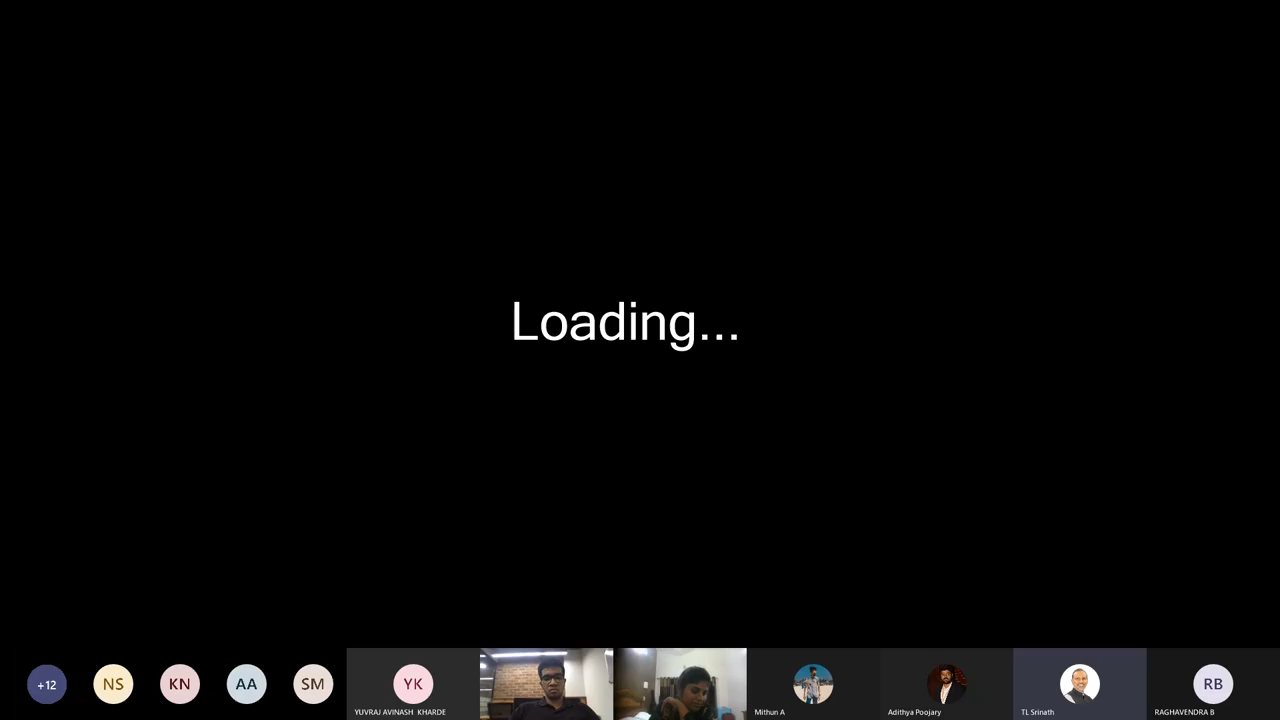 Loading...
+12
NS
KN
AA
SM
YK
YUVRAJ AVINASH KHARDE
Mithun A
Adithya Poojary
TL Srinath
RB
RAGHAVENDRA B